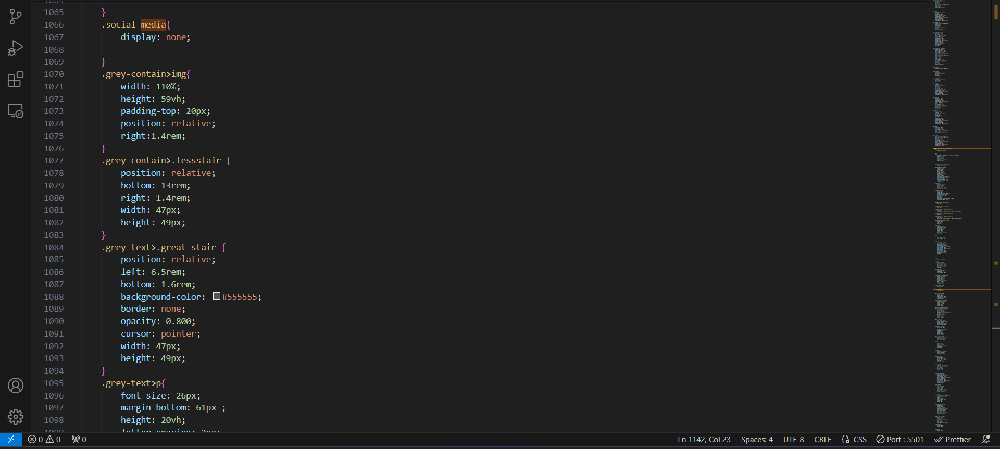 1065 }
1066 .social-media{
1067 display: none;
1068
1069 }
1070 .grey-contain>img{
1071 width: 110%;
1072 height: 59vh;
1073 padding-top: 20px;
1074 position: relative;
1075 right:1.4rem;
1076 }
1077 .grey-contain>.lessstair {
1078 position: relative;
1079 bottom: 13rem;
1080 right: 1.4rem;
1081 width: 47px;
1082 height: 49px;
1083 }
1084 .grey-text>.great-stair {
1085 position: relative;
1086 left: 6.5rem;
1087 bottom: 1.6rem;
1088 background-color: #555555;
1089 border: none;
1090 opacity: 0.800;
1091 cursor: pointer;
1092 width: 47px;
1093 height: 49px;
1094 }
1095 .grey-text>p{
1096 font-size: 26px;
1097 margin-bottom:-61px ;
1098 height: 20vh;
1099 letter-spacing: 2px;
0 0 0 Ln 1142, Col 23 Spaces: 4 UTF-8 CRLF CSS Port : 5501 Prettier